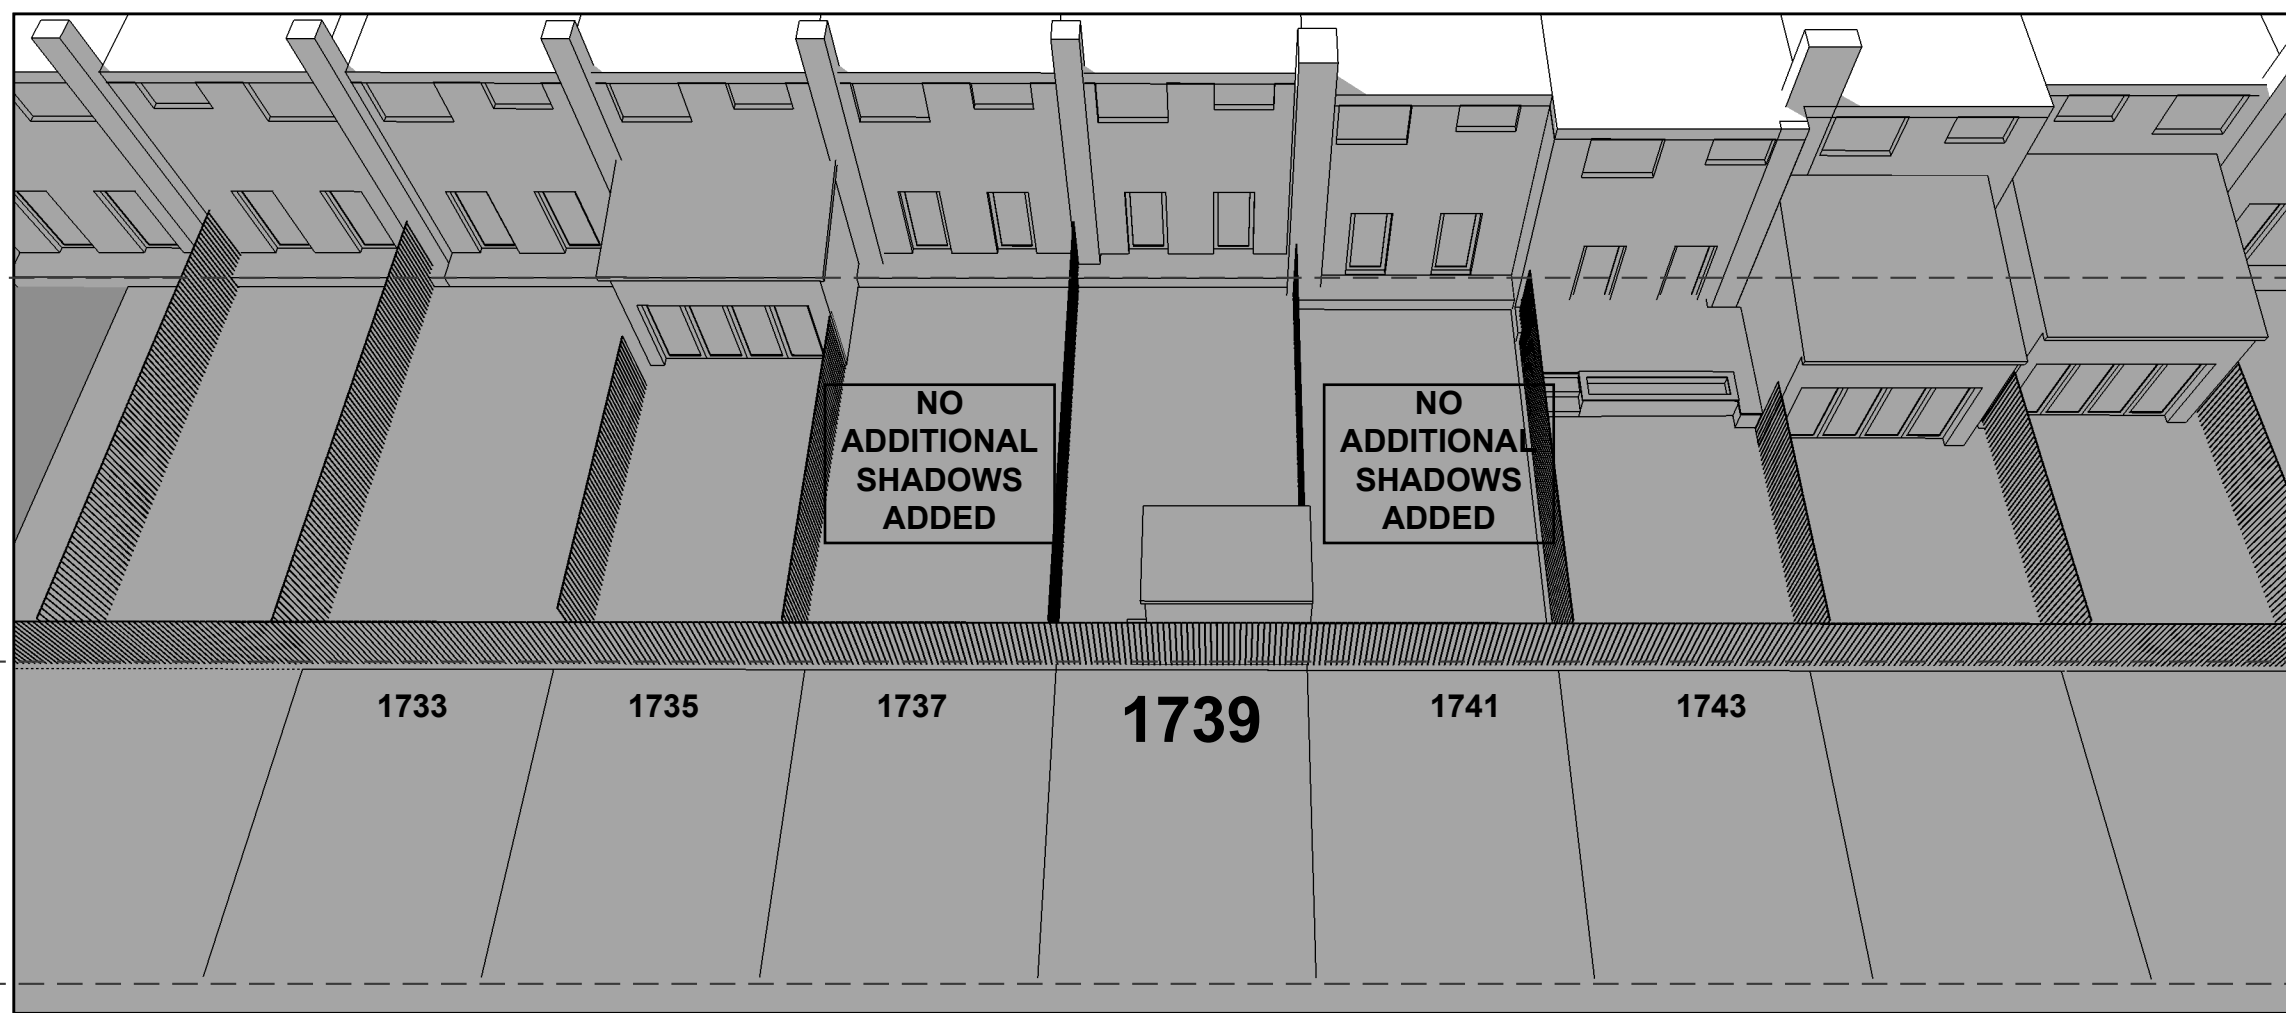 NO
ADDITIONAL
SHADOWS
ADDED
NO
ADDITIONAL
SHADOWS
ADDED
1733
1735
1737
1739
1741
1743